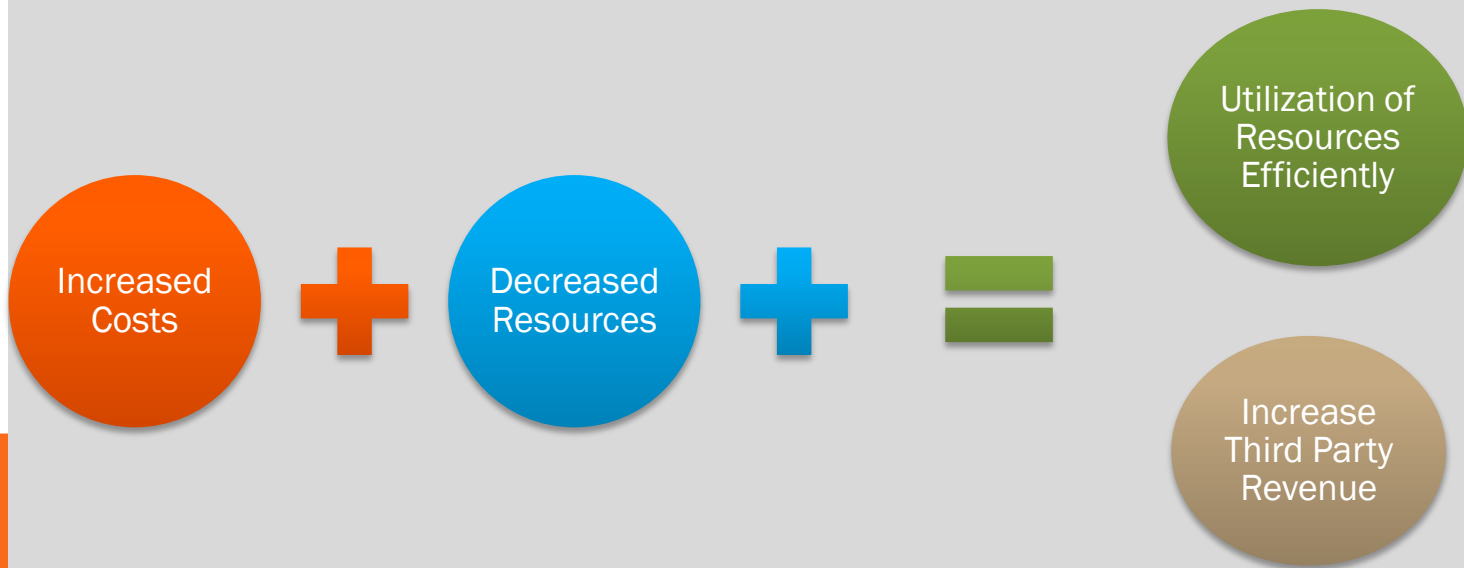 Increased
Costs
Decreased
Resources
Utilization of
Resources
Efficiently
Increase
Third Party
Revenue